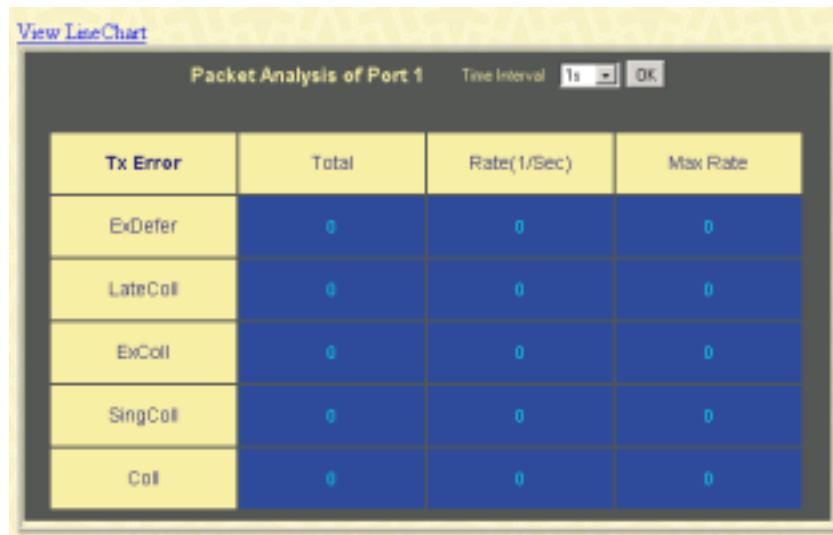 View LineChart
Packet Analysis of Port 1 Time Interval 1s OK
Tx Error Total Rate(1/Sec) Max Rate
ExDefer 0 0 0
LateColl 0 0 0
ExColl 0 0 0
SingColl 0 0 0
Coll 0 0 0